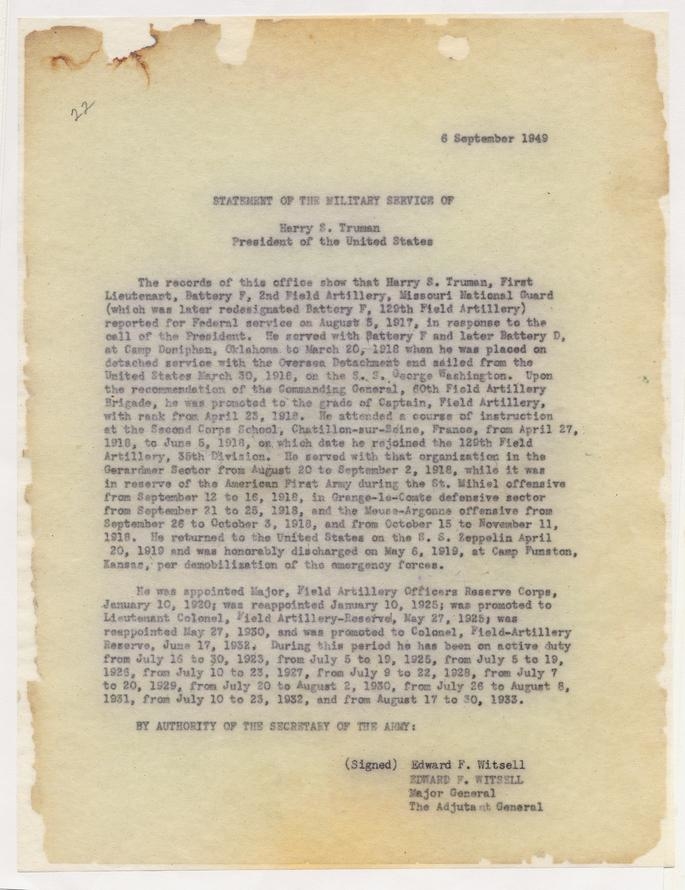 22
6 September 1949
STATEMENT OF THE MILITARY SERVICE OF
Harry S. Truman
President of the United States
The records of this office show that Harry S. Truman, First
Lieutenant, Battery F, 2nd Field Artillery, Missouri National Guard
(which was later redesignated Battery F, 129th Field Artillery)
reported for Federal service on August 5, 1917, in response to the
call of the President. He served with Battery F and later Battery D,
at Camp Doniphan, Oklahoma to March 20, 1918 when he was placed on
detached service with the Oversea Detachment and sailed from the
United States March 30, 1918, on the S. S. George Washington. Upon
the recommendation of the Commanding General, 60th Field Artillery
Brigade, he was promoted to the grade of Captain, Field Artillery,
with rank from April 23, 1918. He attended a course of instruction
at the Second Corps School, Chatillon-sur-Seine, France, from April 27,
1918, to June 5, 1918, on which date he rejoined the 129th Field
Artillery, 35th Division. He served with that organization in the
Gerardmer Sector from August 20 to September 2, 1918, while it was
in reserve of the American First Army during the St. Mihiel offensive
from September 12 to 16, 1918, in Grange-le-Comte defensive sector
from September 21 to 25, 1918, and the Meuse-Argonne offensive from
September 26 to October 3, 1918, and from October 15 to November 11,
1918. He returned to the United States on the S. S. Zeppelin April
20, 1919 and was honorably discharged on May 6, 1919, at Camp Funston,
Kansas, per demobilization of the emergency forces.
He was appointed Major, Field Artillery Officers Reserve Corps,
January 10, 1920; was reappointed January 10, 1925; was promoted to
Lieutenant Colonel, Field Artillery-Reserve, May 27, 1925; was
reappointed May 27, 1930, and was promoted to Colonel, Field-Artillery
Reserve, June 17, 1932. During this period he has been on active duty
from July 16 to 30, 1923, from July 5 to 19, 1925, from July 5 to 19,
1926, from July 10 to 23, 1927, from July 9 to 22, 1928, from July 7
to 20, 1929, from July 20 to August 2, 1930, from July 26 to August 8,
1931, from July 10 to 23, 1932, and from August 17 to 30, 1933.
BY AUTHORITY OF THE SECRETARY OF THE ARMY:
(Signed) Edward F. Witsell
EDWARD F. WITSELL
Major General
The Adjutant General